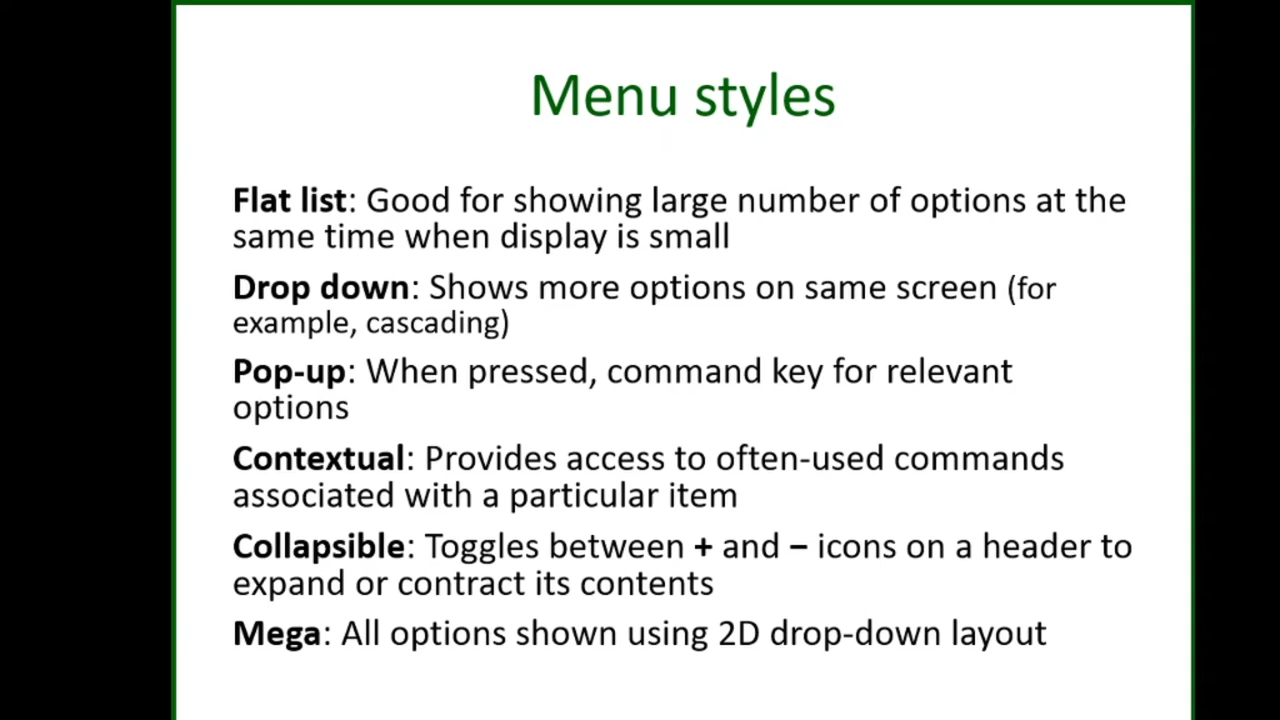 Menu styles
Flat list: Good for showing large number of options at the
same time when display is small
Drop down: Shows more options on same screen (for
example, cascading)
Pop-up: When pressed, command key for relevant
options
Contextual: Provides access to often-used commands
associated with a particular item
Collapsible: Toggles between + and – icons on a header to
expand or contract its contents
Mega: All options shown using 2D drop-down layout